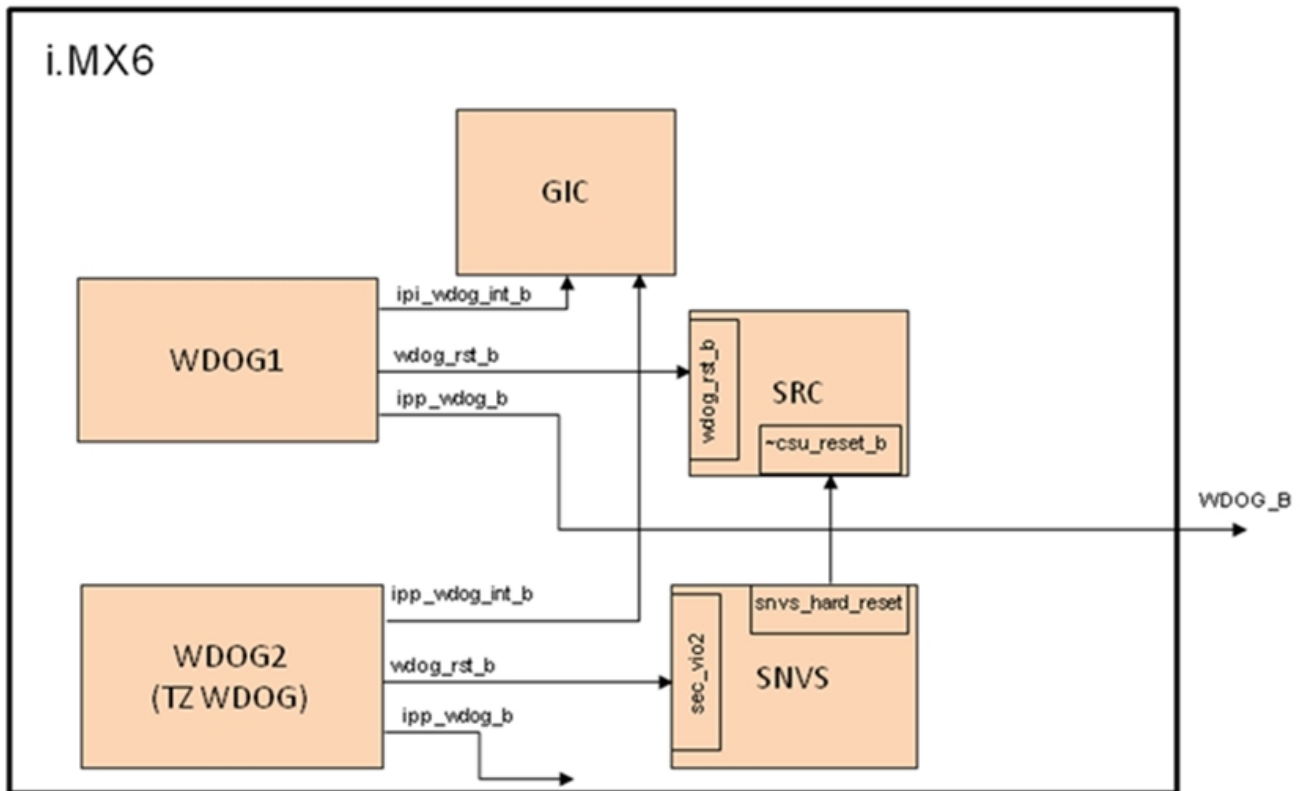 i.MX6
GIC
ipi_wdog_int_b
WDOG1
wdog_rst_b
ipp_wdog_b
wdog_rst_b
SRC
~csu_reset_b
WDOG_B
ipp_wdog_int_b
snvs_hard_reset
WDOG2
(TZ WDOG)
wdog_rst_b
sec_vio2
SNVS
ipp_wdog_b